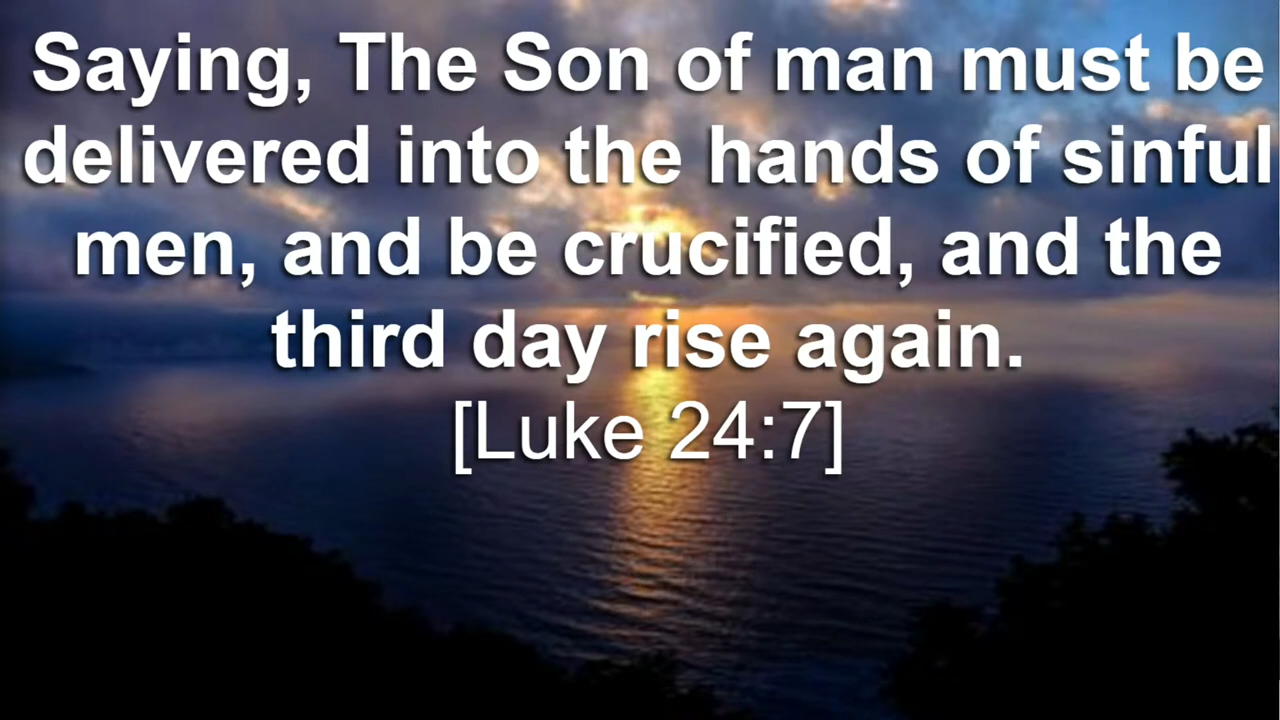 Saying, The Son of man must be
delivered into the hands of sinful
men, and be crucified, and the
third day rise again.
[Luke 24:7]